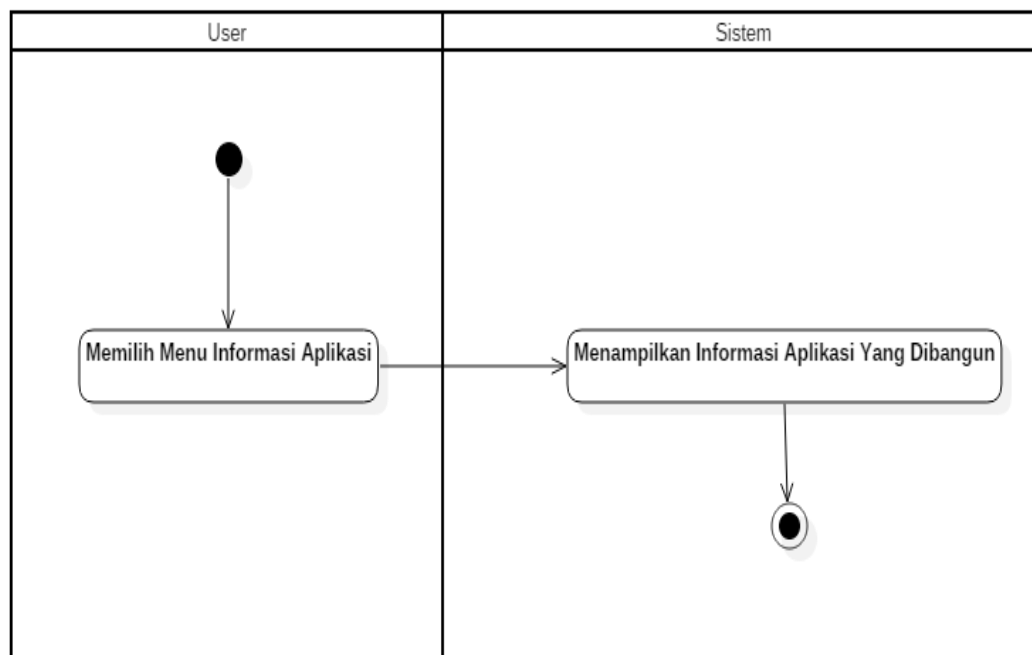 User
Sistem
Memilih Menu Informasi Aplikasi
Menampilkan Informasi Aplikasi Yang Dibangun